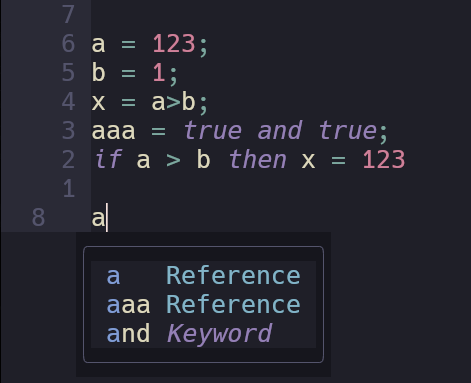 7
6 a = 123;
5 b = 1;
4 x = a>b;
3 aaa = true and true;
2 if a > b then x = 123
1
8 a
a Reference
aaa Reference
and Keyword